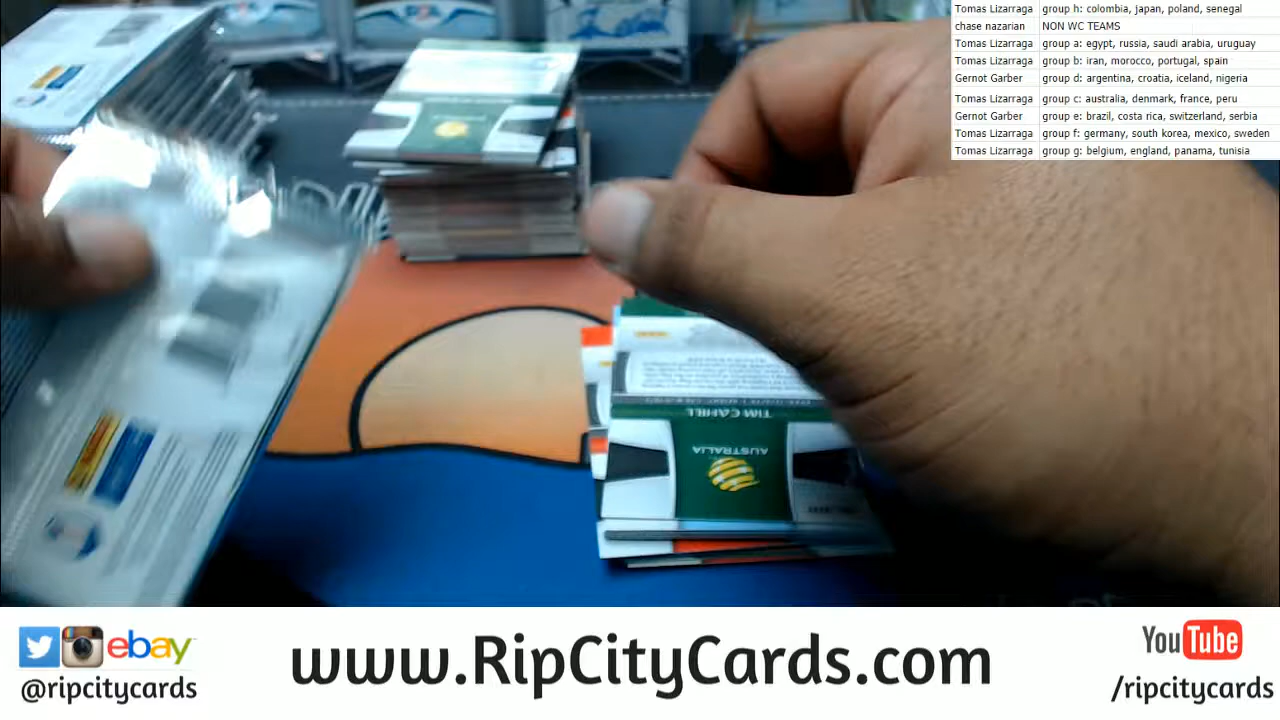 Tomas Lizarraga group h: colombia, japan, poland, senegal
chase nazarian NON WC TEAMS
Tomas Lizarraga group a: egypt, russia, saudi arabia, uruguay
Tomas Lizarraga group b: iran, morocco, portugal, spain
Gernot Garber group d: argentina, croatia, iceland, nigeria
Tomas Lizarraga group c: australia, denmark, france, peru
Gernot Garber group e: brazil, costa rica, switzerland, serbia
Tomas Lizarraga group f: germany, south korea, mexico, sweden
Tomas Lizarraga group g: belgium, england, panama, tunisia
TIM CAHILL
AUSTRALIA
ebay
@ripcitycards
www.RipCityCards.com
YouTube
/ripcitycards